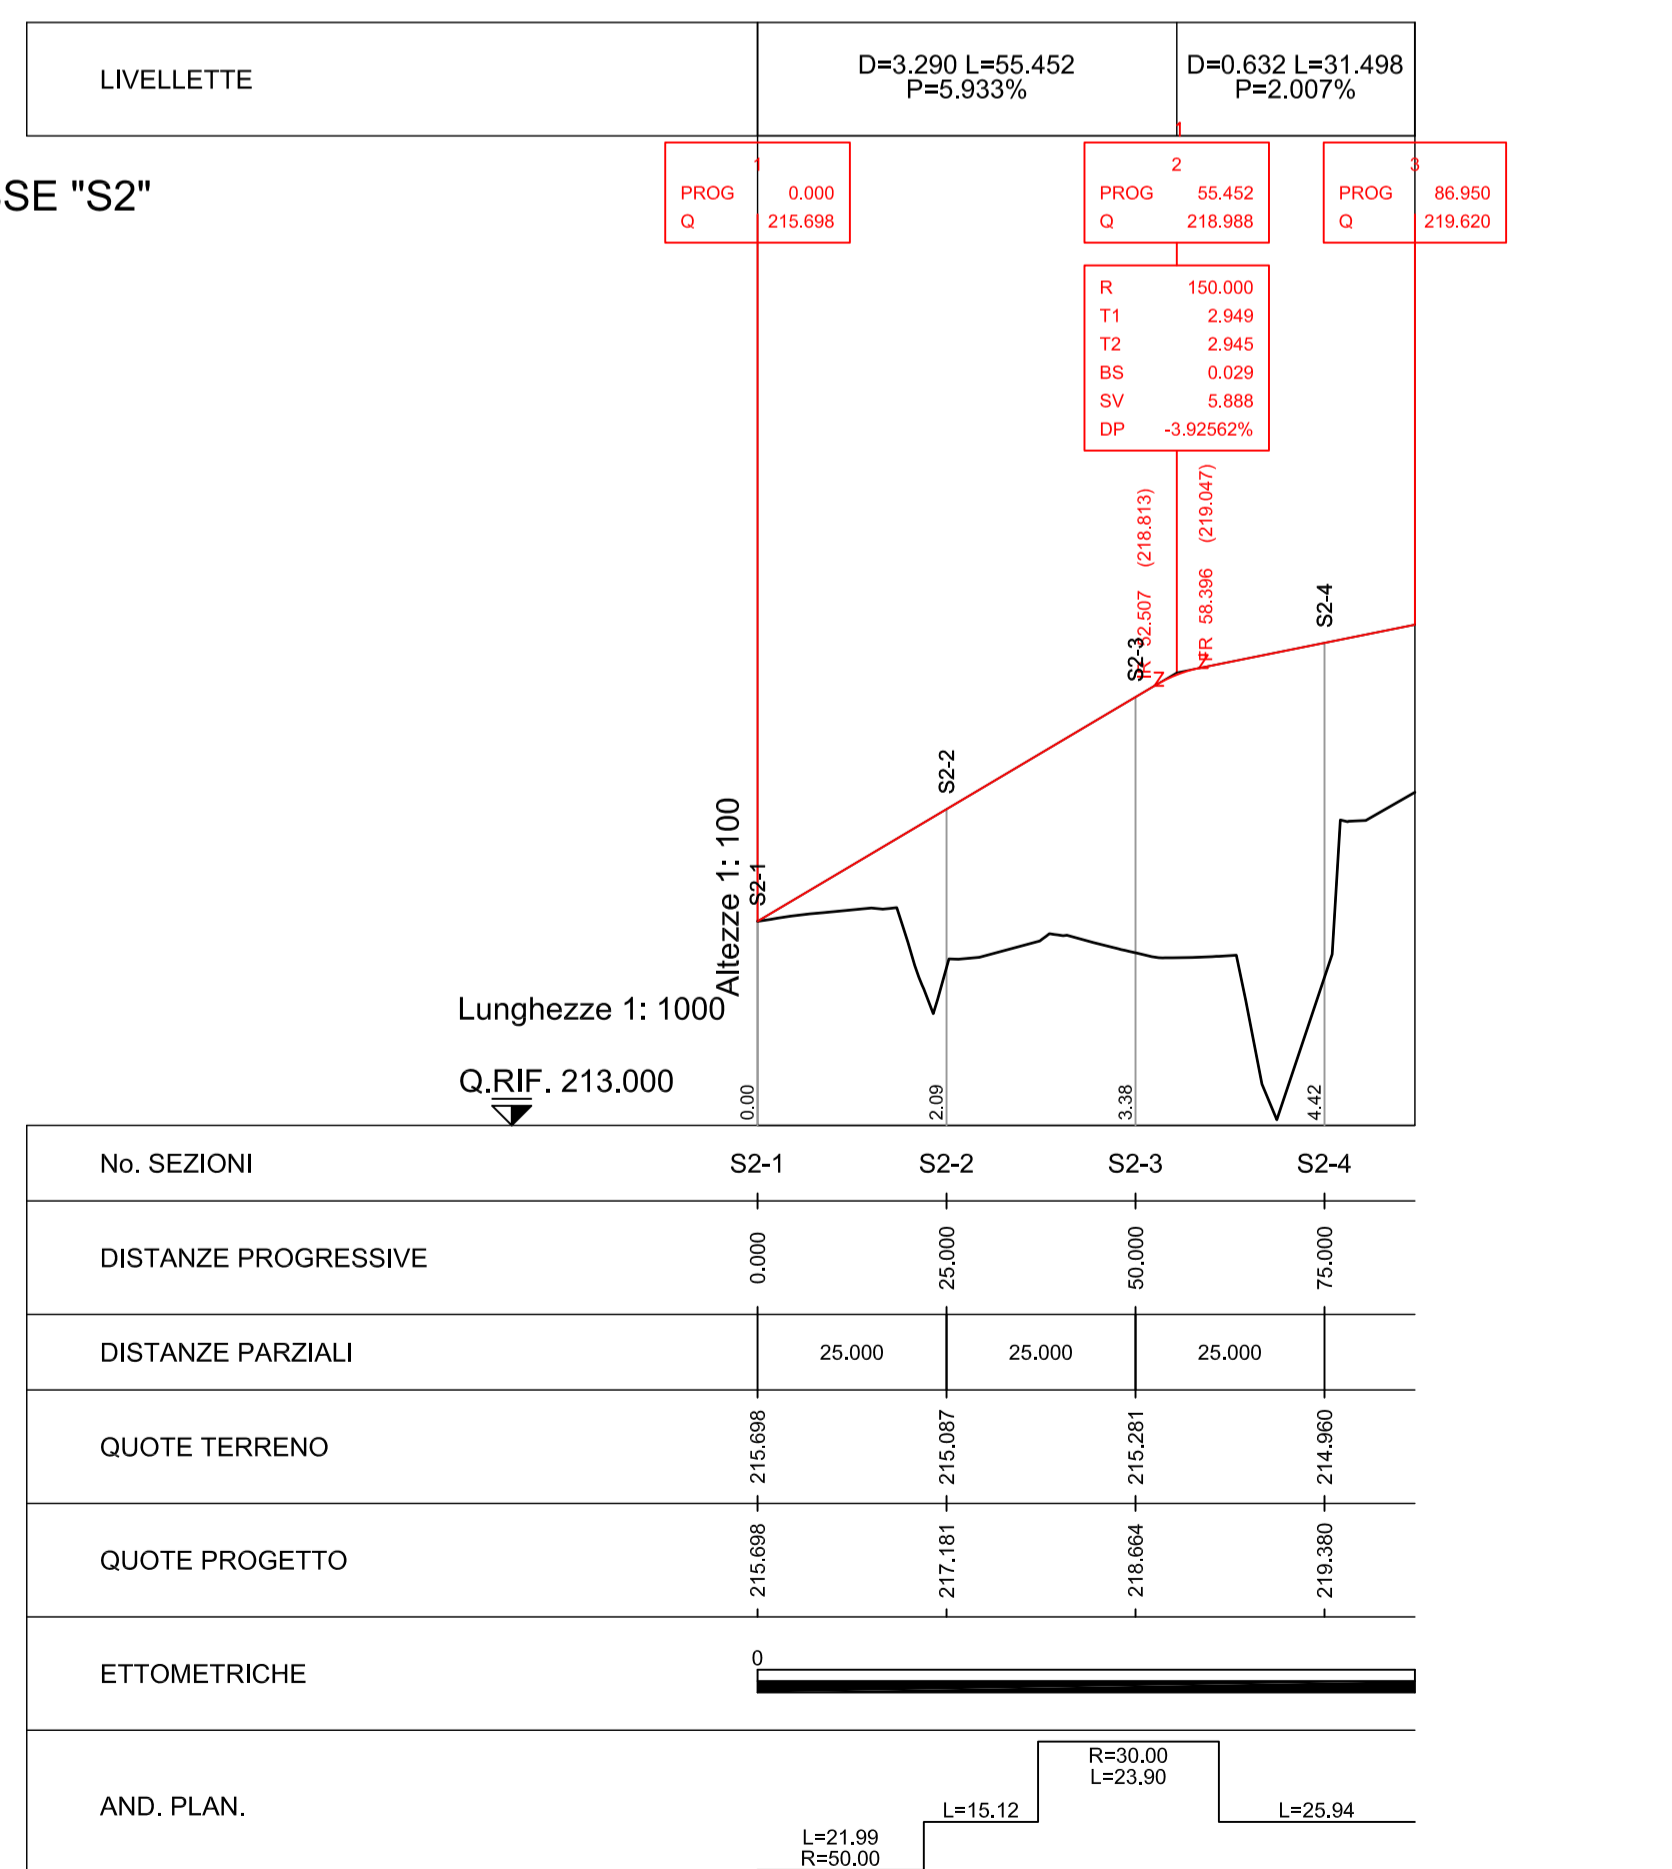 LIVELLETTE
D=3.290 L=55.452
P=5.933%
D=0.632 L=31.498
P=2.007%
1
SSE "S2"
1
PROG 0.000
Q 215.698
2
PROG 55.452
Q 218.988
3
PROG 86.950
Q 219.620
R 150.000
T1 2.949
T2 2.945
BS 0.029
SV 5.888
DP -3.92562%
52.507 (218.813)
FR 58.396 (219.047)
S2-1
S2-2
S2-3
S2-4
Altezze 1: 100
Lunghezze 1: 1000
Q.RIF. 213.000
0.00
2.09
3.38
4.42
No. SEZIONI S2-1 S2-2 S2-3 S2-4
DISTANZE PROGRESSIVE 0.000 25.000 50.000 75.000
DISTANZE PARZIALI 25.000 25.000 25.000
QUOTE TERRENO 215.698 215.087 215.281 214.960
QUOTE PROGETTO 215.698 217.181 218.664 219.380
ETTOMETRICHE 0
AND. PLAN.
L=21.99
R=50.00
L=15.12
R=30.00
L=23.90
L=25.94